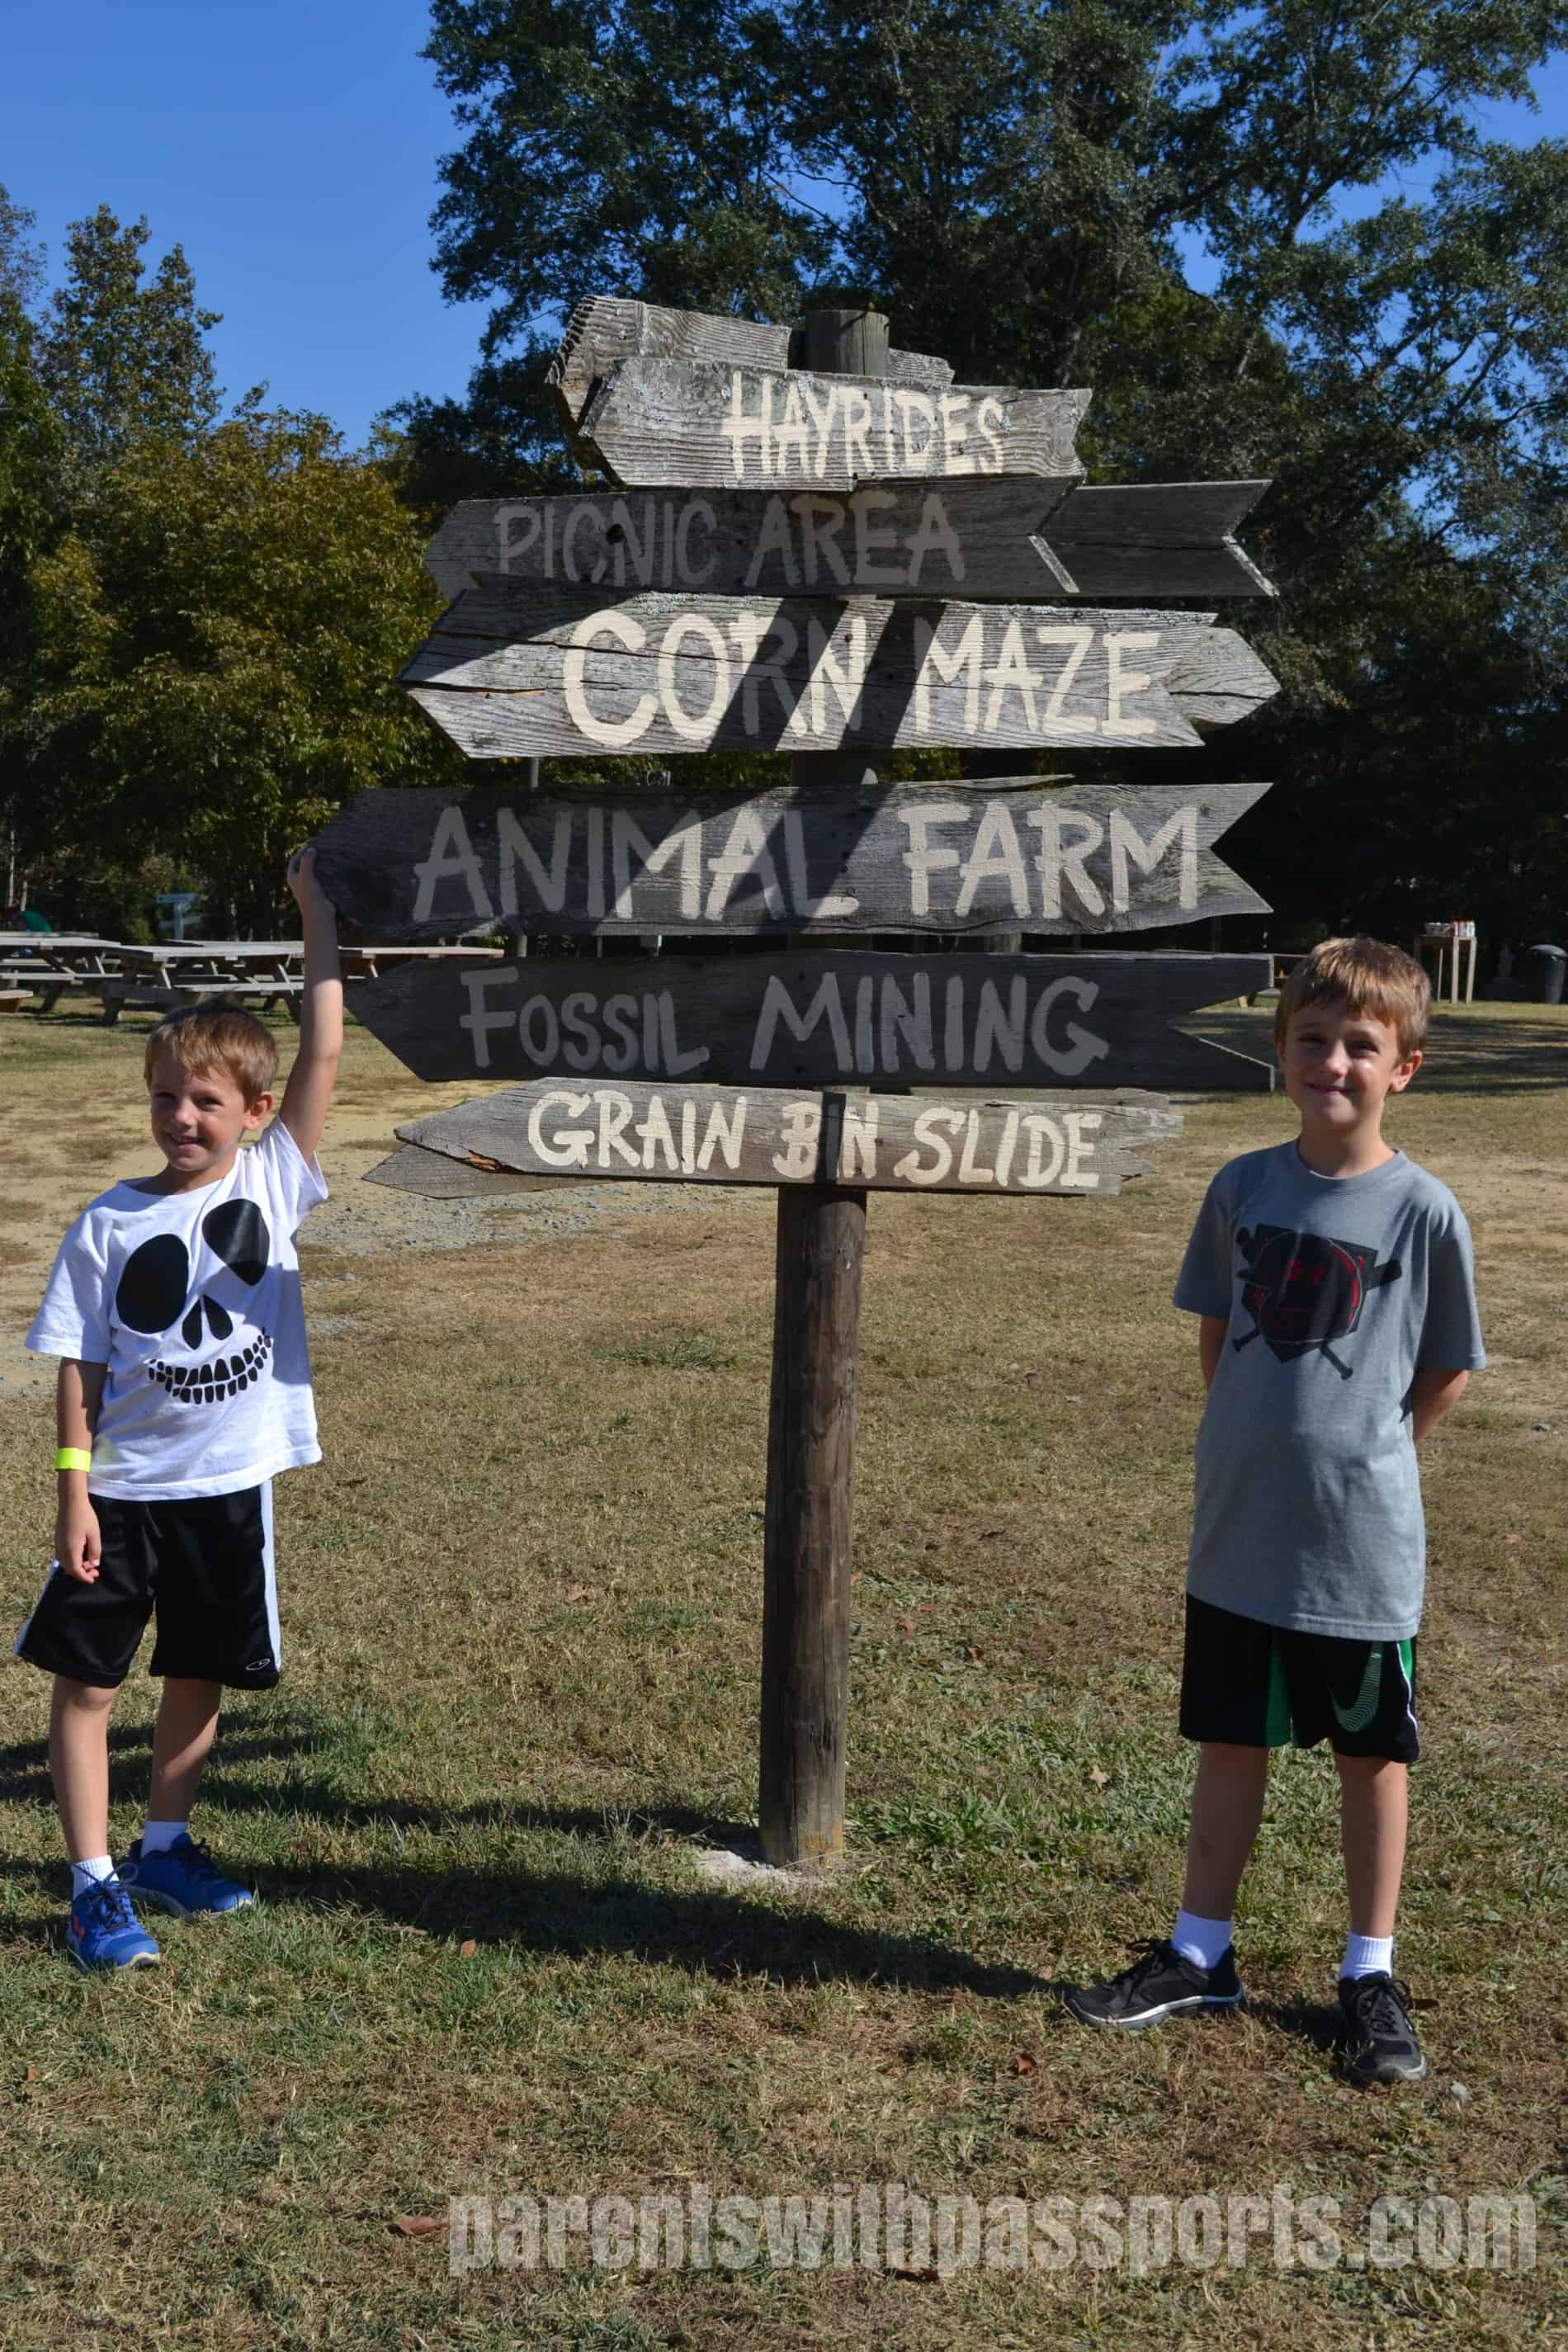 HAYRIDES
PICNIC AREA
CORN MAZE
ANIMAL FARM
FOSSIL MINING
GRAIN BIN SLIDE
parentswithpassports.com